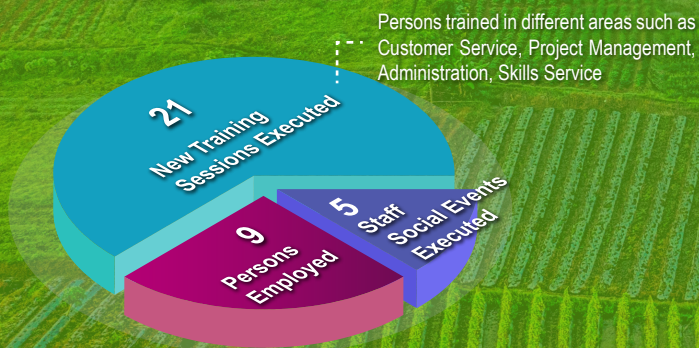 Persons trained in different areas such as
Customer Service, Project Management,
Administration, Skills Service
21
New Training
Sessions Executed
9
Persons
Employed
5
Staff
Social Events
Executed